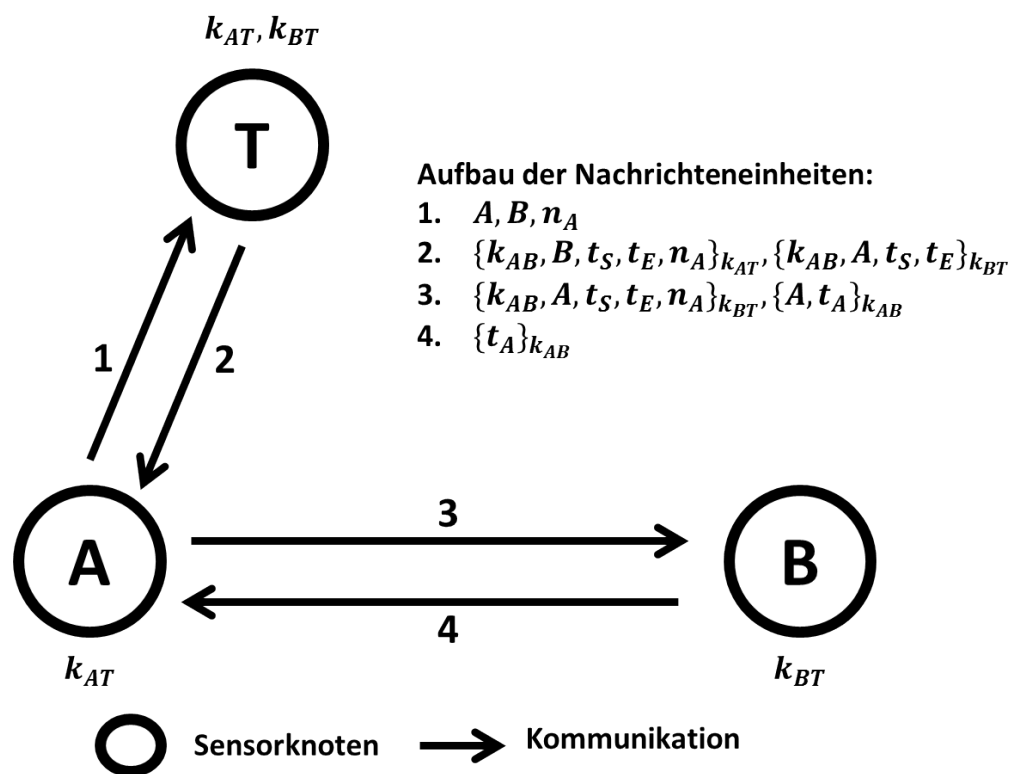 k_AT, k_BT
T
Aufbau der Nachrichteneinheiten:
1. A, B, n_A
2. {k_AB, B, t_S, t_E, n_A}_k_AT, {k_AB, A, t_S, t_E}_k_BT
3. {k_AB, A, t_S, t_E, n_A}_k_BT, {A, t_A}_k_AB
4. {t_A}_k_AB
1
2
3
A
B
4
k_AT
k_BT
Sensorknoten
Kommunikation